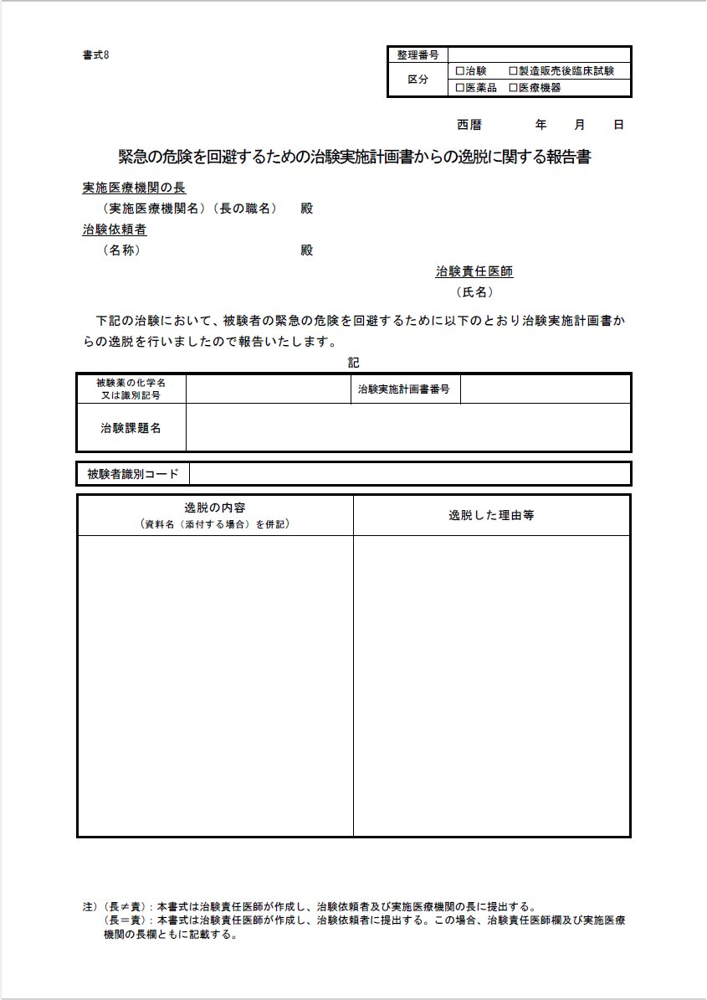 書式8
整理番号
区分
□治験　□製造販売後臨床試験
□医薬品　□医療機器
西暦　　　年　　月　　日
緊急の危険を回避するための治験実施計画書からの逸脱に関する報告書
実施医療機関の長
（実施医療機関名）（長の職名）　殿
治験依頼者
（名称）　　　殿
治験責任医師
（氏名）
下記の治験において、被験者の緊急の危険を回避するために以下のとおり治験実施計画書か
らの逸脱を行いましたので報告いたします。
記
被験薬の化学名
又は識別記号
治験実施計画書番号
治験課題名
被験者識別コード
逸脱の内容
（資料名（添付する場合）を併記）
逸脱した理由等
注）（長≠責）：本書式は治験責任医師が作成し、治験依頼者及び実施医療機関の長に提出する。
（長＝責）：本書式は治験責任医師が作成し、治験依頼者に提出する。この場合、治験責任医師欄及び実施医療
機関の長欄ともに記載する。